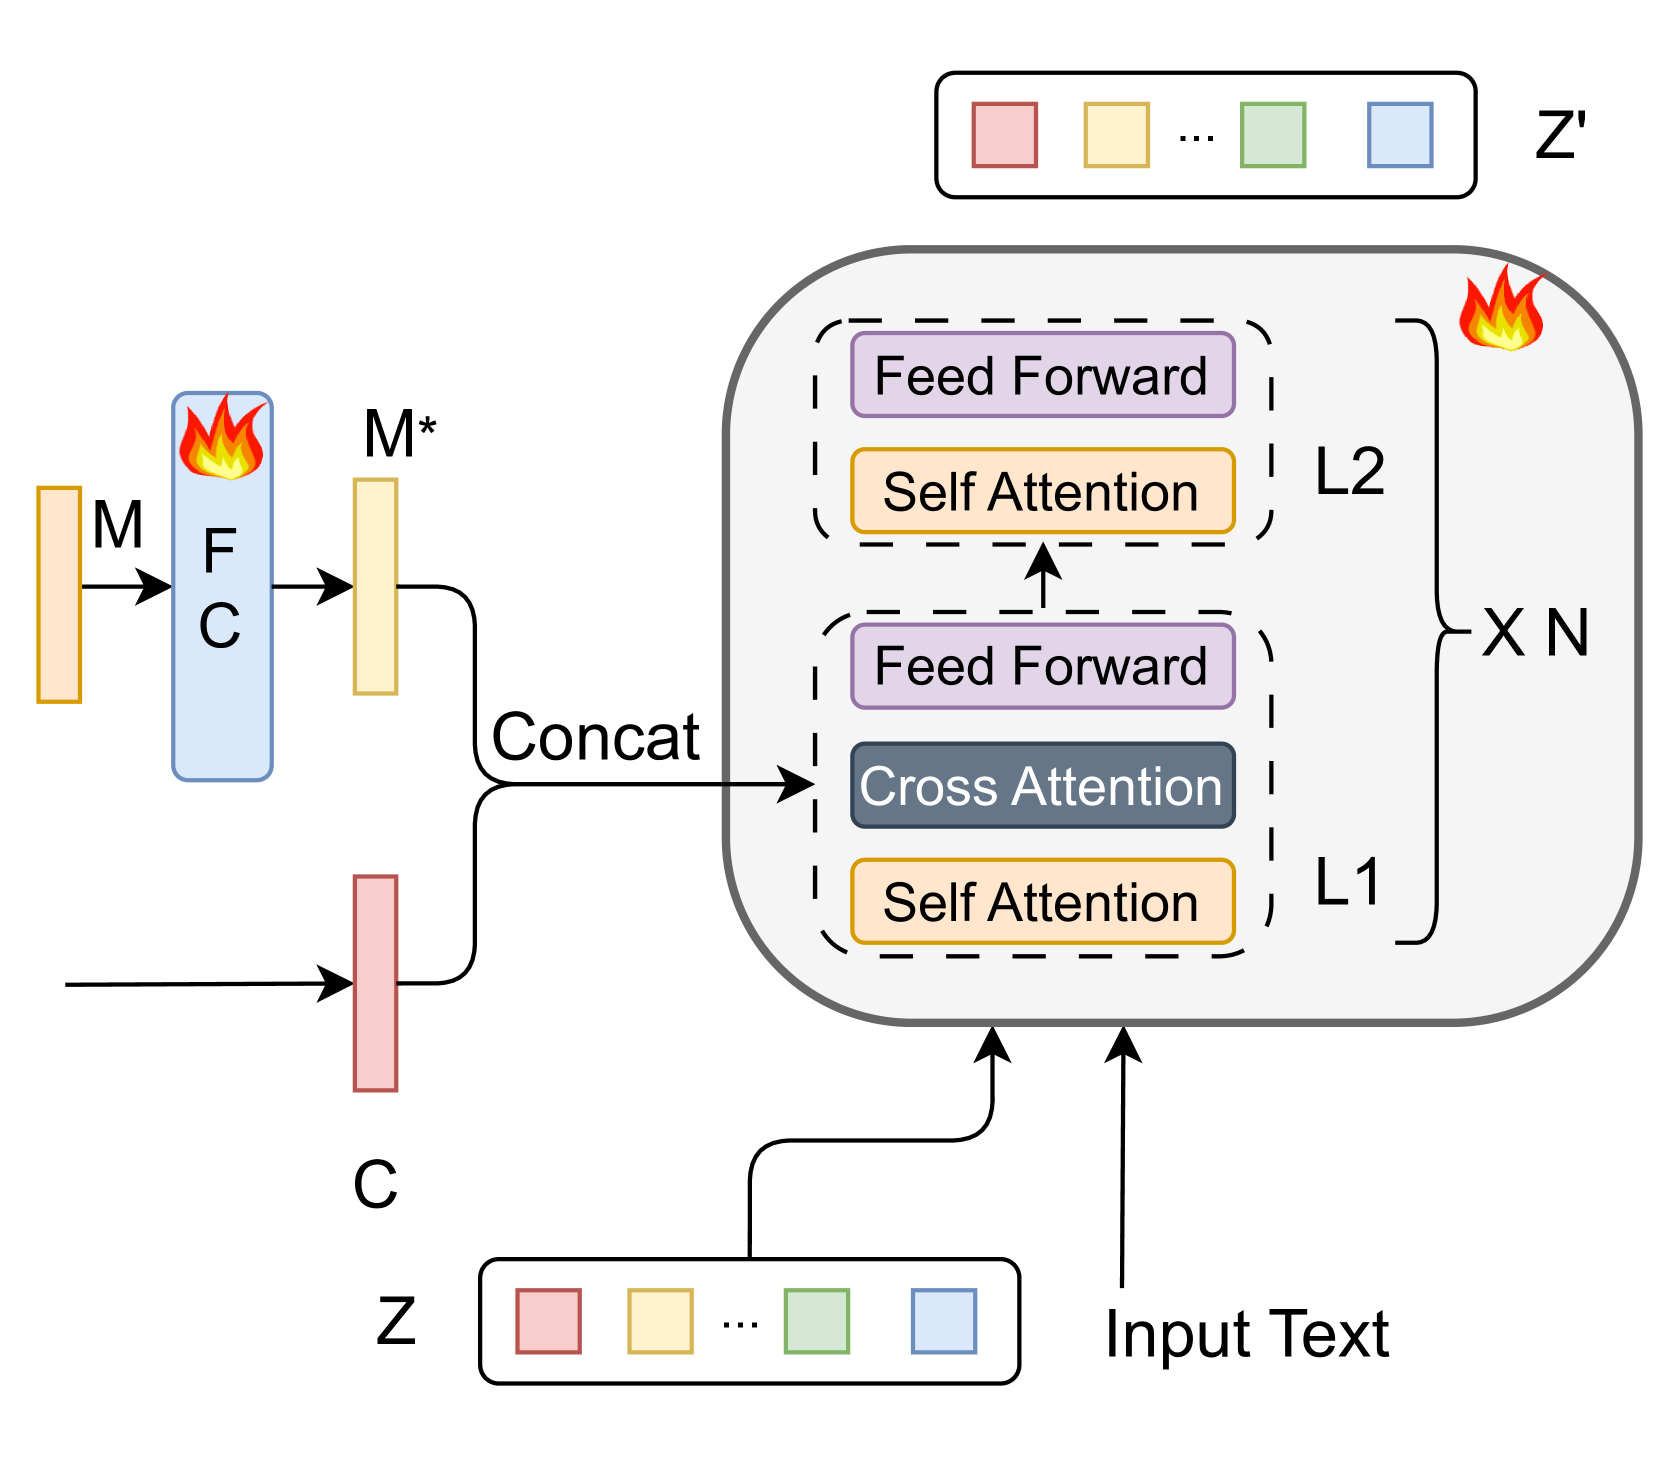 ...
Z'
Feed Forward
Self Attention
L2
M
F
C
M*
X N
Feed Forward
Concat
Cross Attention
Self Attention
L1
C
Z
...
Input Text